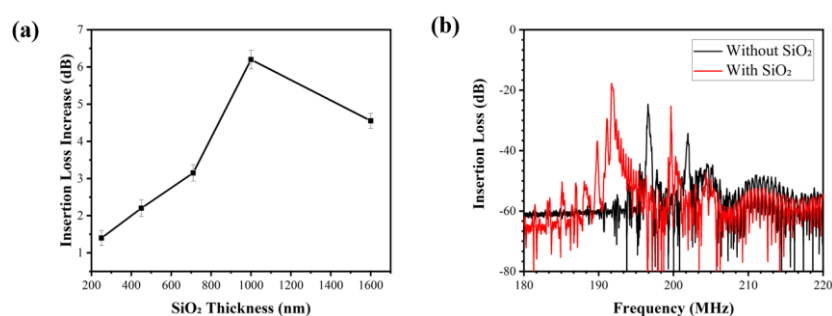 (a)
7
6
5
4
3
2
1
Insertion Loss Increase (dB)
200 400 600 800 1000 1200 1400 1600
SiO₂ Thickness (nm)
(b)
0
-20
-40
-60
-80
Insertion Loss (dB)
Without SiO₂
With SiO₂
180 190 200 210 220
Frequency (MHz)